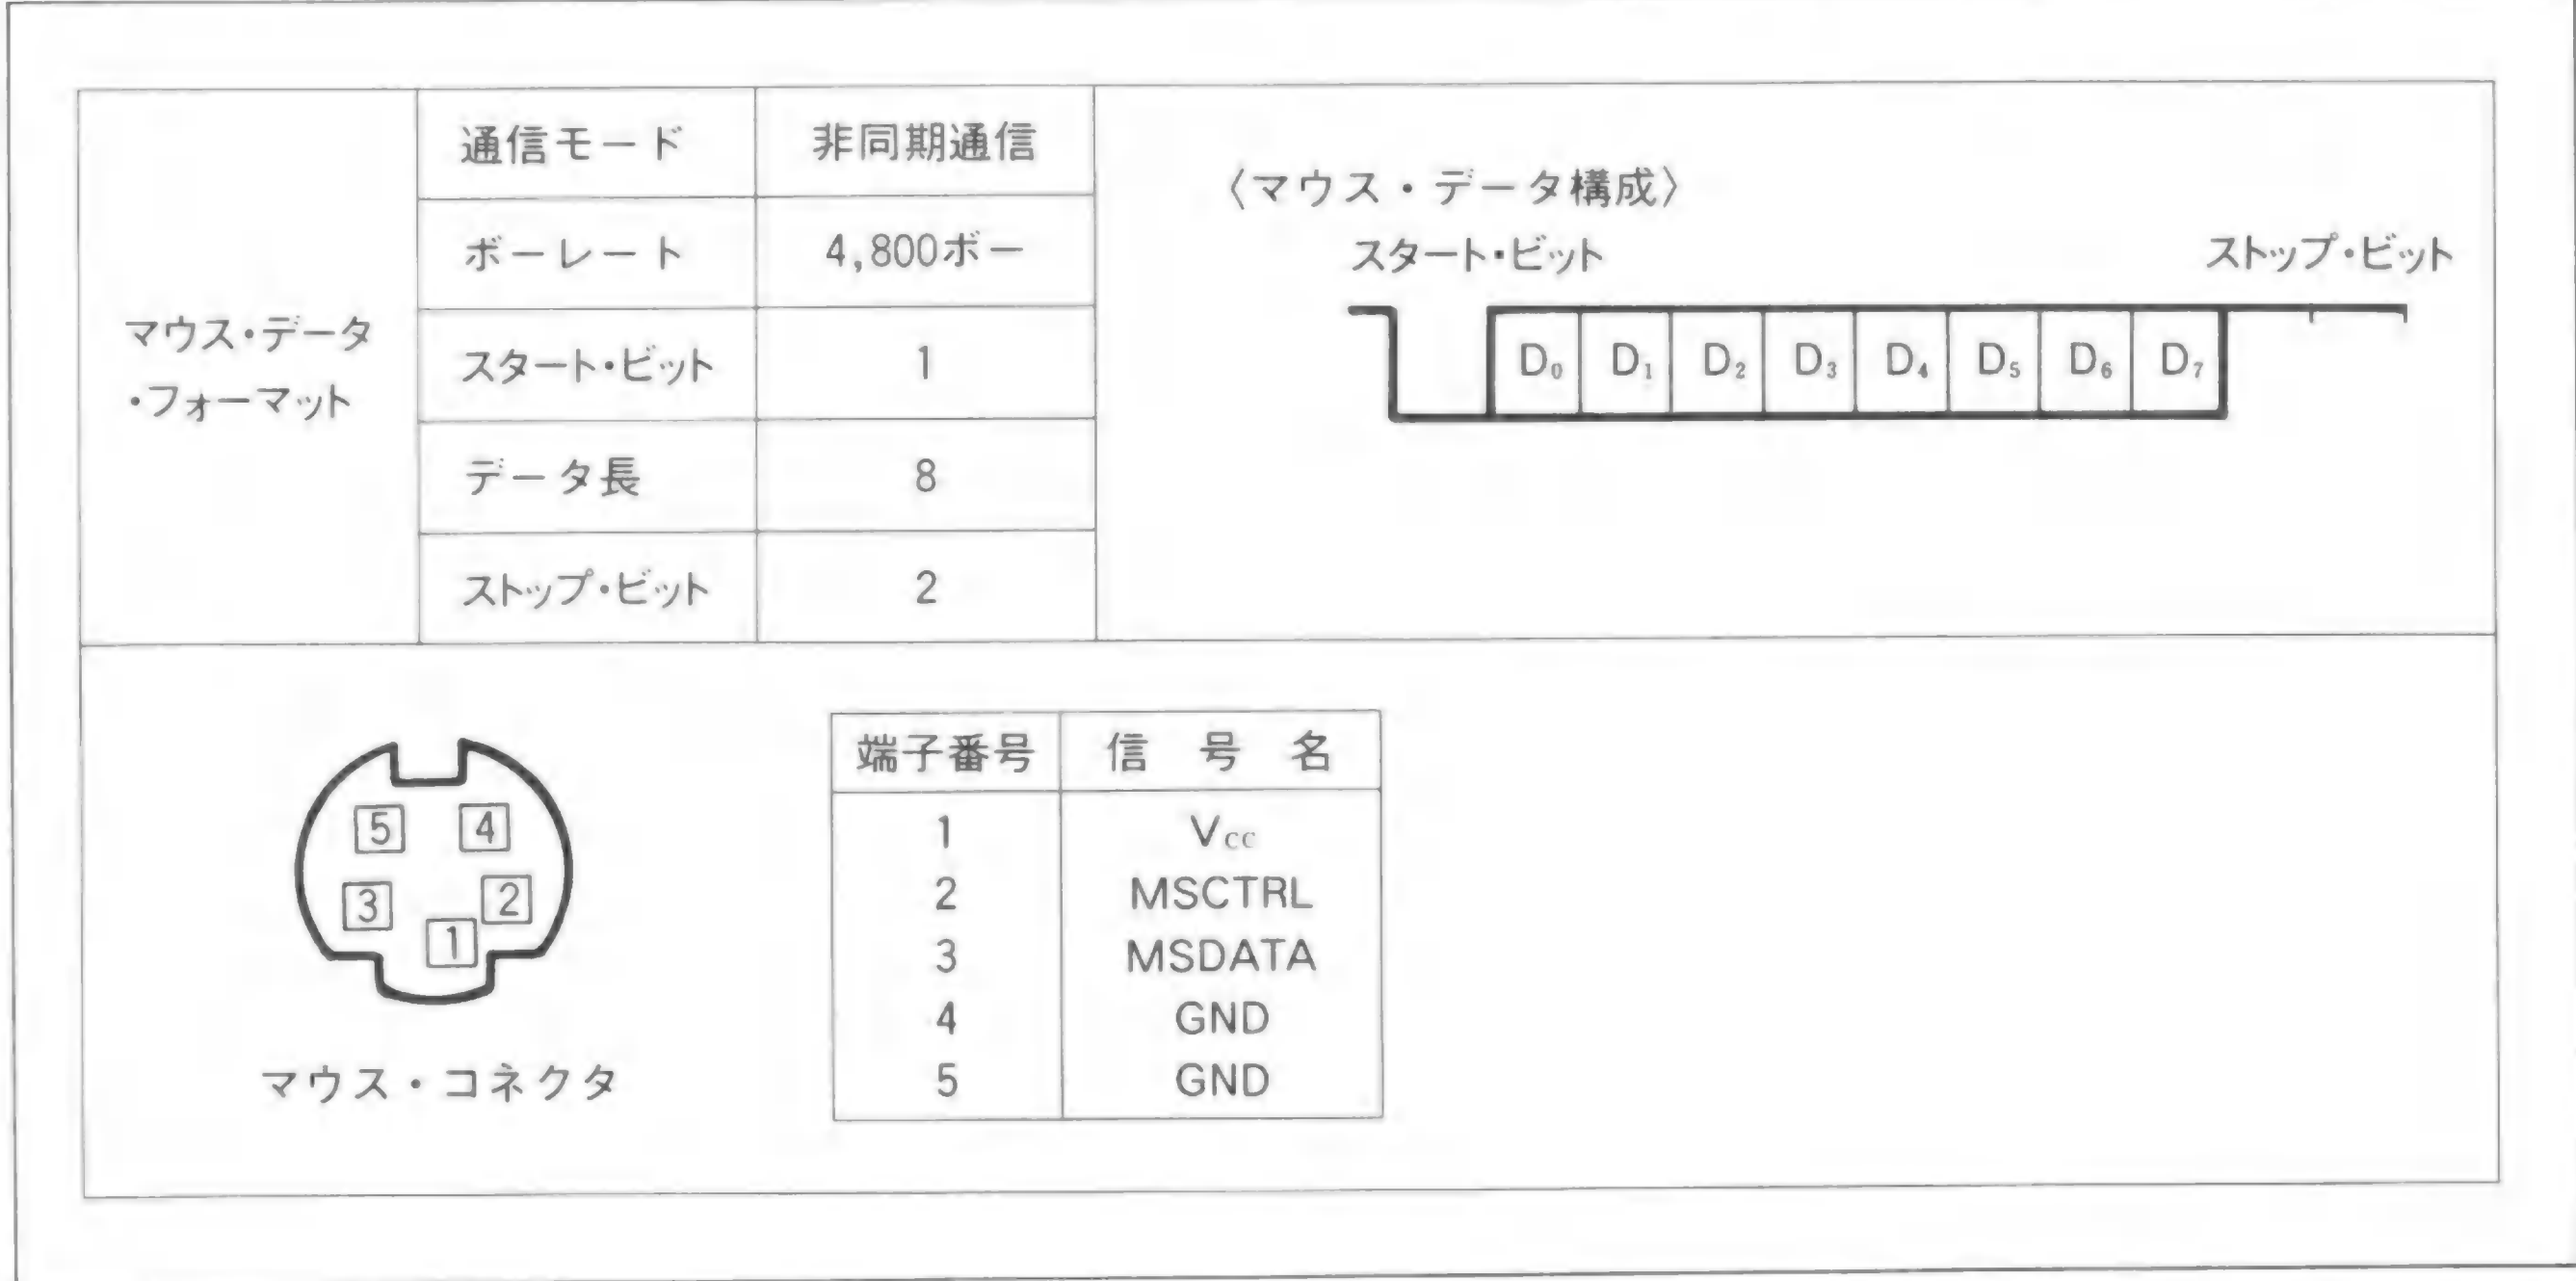 マウス・データ
・フォーマット
通信モード 非同期通信
ボーレート 4,800ボー
スタート・ビット 1
データ長 8
ストップ・ビット 2
〈マウス・データ構成〉
スタート・ビット ストップ・ビット
D₀ D₁ D₂ D₃ D₄ D₅ D₆ D₇
5 4
3 2
1
マウス・コネクタ
端子番号 信号名
1 Vcc
2 MSCTRL
3 MSDATA
4 GND
5 GND